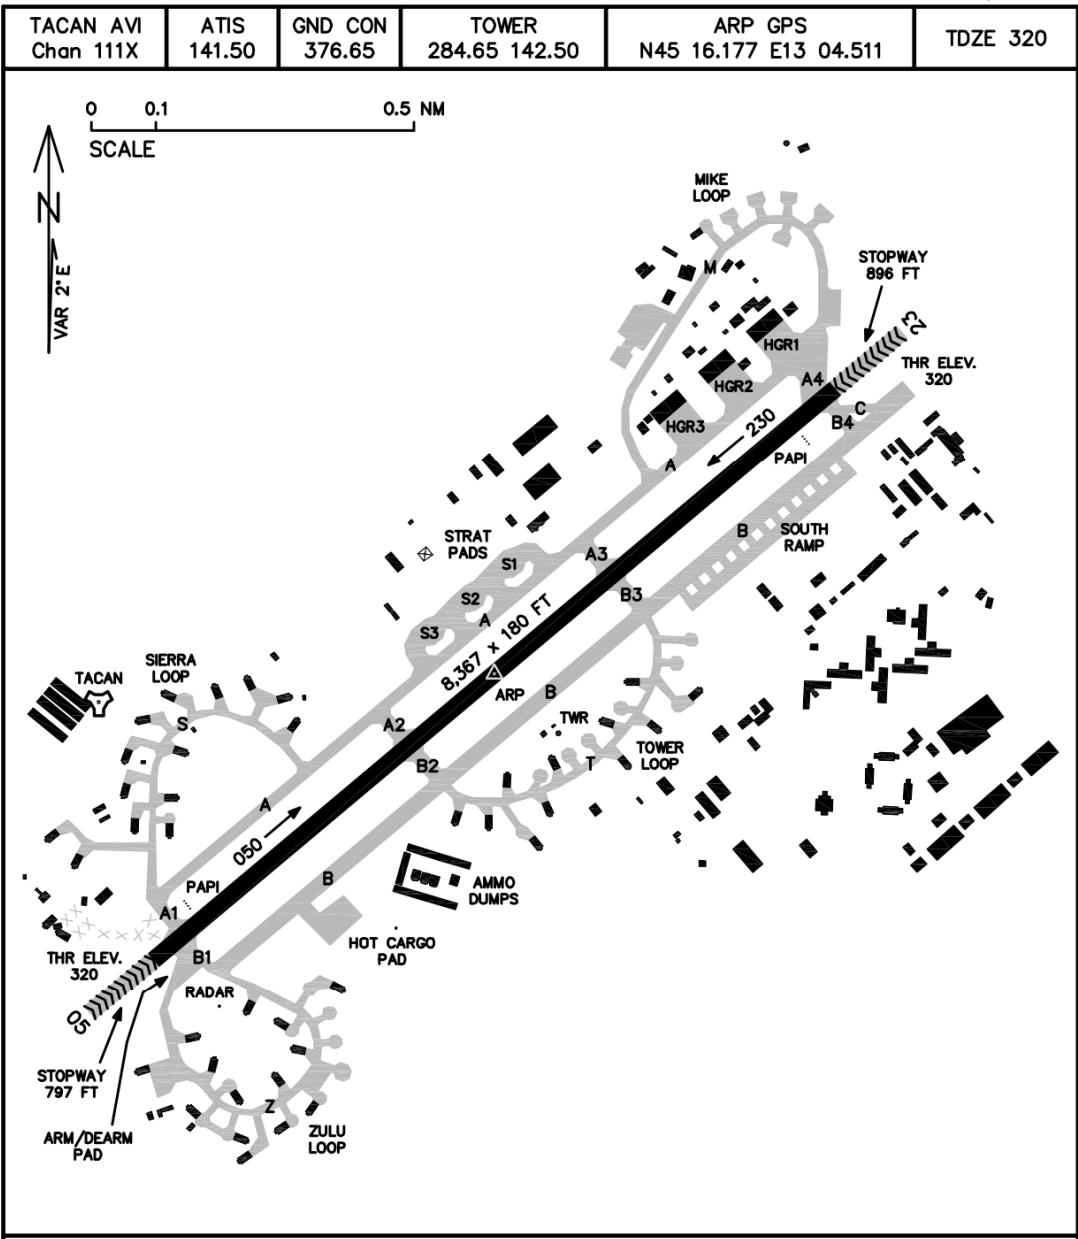 TACAN AVI
Chan 111X
ATIS
141.50
GND CON
376.65
TOWER
284.65 142.50
ARP GPS
N45 16.177 E13 04.511
TDZE 320
0 0.1 0.5 NM
SCALE
N
VAR 2°E
MIKE
LOOP
M
STOPWAY
896 FT
23
HGR1
THR ELEV.
320
A4
HGR2
C
B4
HGR3
230
PAPI
A
STRAT
PADS
B
SOUTH
RAMP
A3
S1
B3
S2
A
S3
8,367 x 180 FT
SIERRA
LOOP
TACAN
ARP
B
S
TWR
A2
TOWER
LOOP
T
B2
A
050
PAPI
B
AMMO
DUMPS
A1
HOT CARGO
PAD
THR ELEV.
320
B1
RADAR
05
STOPWAY
797 FT
Z
ARM/DEARM
PAD
ZULU
LOOP